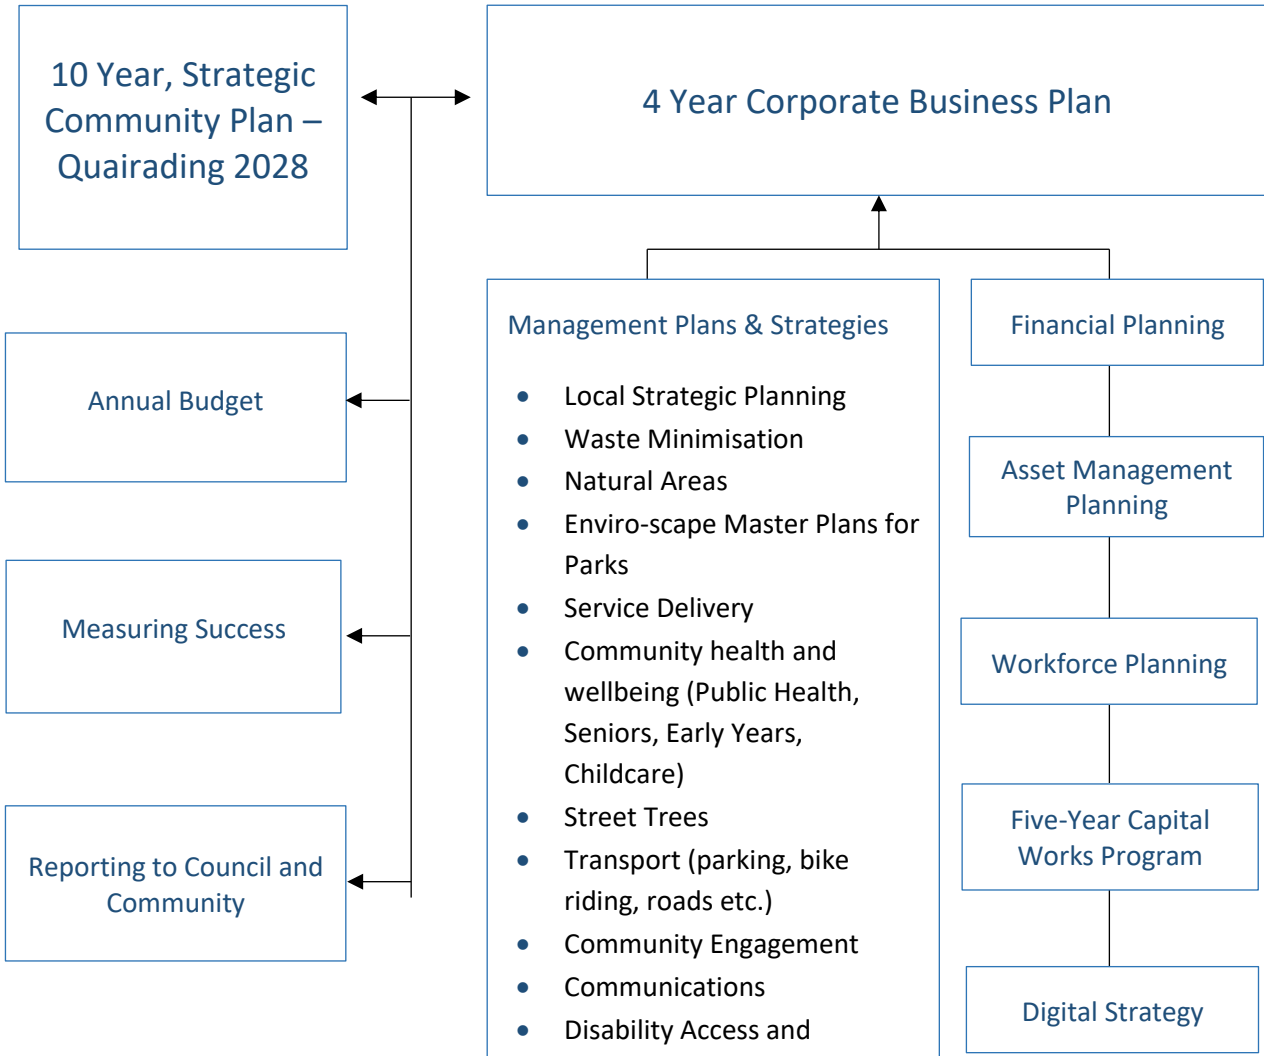 10 Year, Strategic
Community Plan –
Quairading 2028
4 Year Corporate Business Plan
Annual Budget
Measuring Success
Reporting to Council and
Community
Management Plans & Strategies
• Local Strategic Planning
• Waste Minimisation
• Natural Areas
• Enviro-scape Master Plans for
Parks
• Service Delivery
• Community health and
wellbeing (Public Health,
Seniors, Early Years,
Childcare)
• Street Trees
• Transport (parking, bike
riding, roads etc.)
• Community Engagement
• Communications
• Disability Access and
Financial Planning
Asset Management
Planning
Workforce Planning
Five-Year Capital
Works Program
Digital Strategy